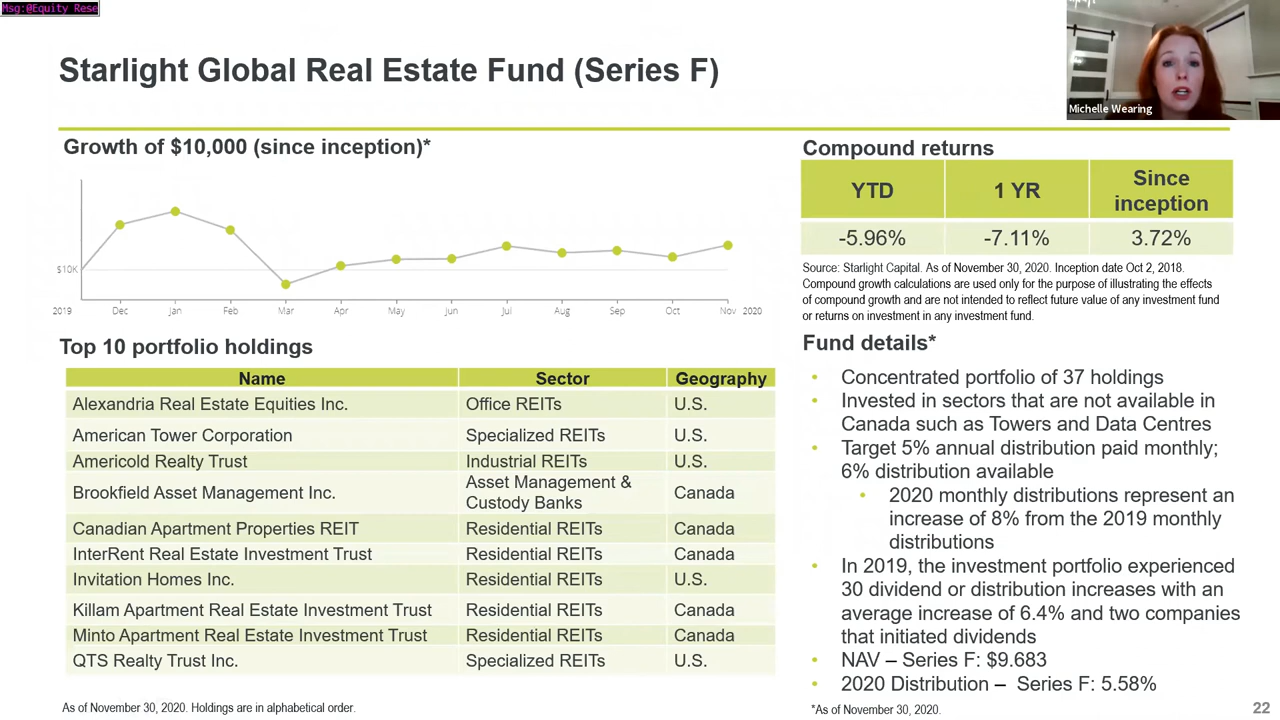 Msg:@Equity Rese
Michelle Wearing
Starlight Global Real Estate Fund (Series F)
Growth of $10,000 (since inception)*
$10K
2019 Dec Jan Feb Mar Apr May Jun Jul Aug Sep Oct Nov 2020
Top 10 portfolio holdings
Name Sector Geography
Alexandria Real Estate Equities Inc. Office REITs U.S.
American Tower Corporation Specialized REITs U.S.
Americold Realty Trust Industrial REITs U.S.
Brookfield Asset Management Inc. Asset Management & Custody Banks Canada
Canadian Apartment Properties REIT Residential REITs Canada
InterRent Real Estate Investment Trust Residential REITs Canada
Invitation Homes Inc. Residential REITs U.S.
Killam Apartment Real Estate Investment Trust Residential REITs Canada
Minto Apartment Real Estate Investment Trust Residential REITs Canada
QTS Realty Trust Inc. Specialized REITs U.S.
As of November 30, 2020. Holdings are in alphabetical order.
Compound returns
YTD 1 YR Since inception
-5.96% -7.11% 3.72%
Source: Starlight Capital. As of November 30, 2020. Inception date Oct 2, 2018.
Compound growth calculations are used only for the purpose of illustrating the effects
of compound growth and are not intended to reflect future value of any investment fund
or returns on investment in any investment fund.
Fund details*
• Concentrated portfolio of 37 holdings
• Invested in sectors that are not available in
Canada such as Towers and Data Centres
• Target 5% annual distribution paid monthly;
6% distribution available
• 2020 monthly distributions represent an
increase of 8% from the 2019 monthly
distributions
• In 2019, the investment portfolio experienced
30 dividend or distribution increases with an
average increase of 6.4% and two companies
that initiated dividends
• NAV – Series F: $9.683
• 2020 Distribution – Series F: 5.58%
*As of November 30, 2020.
22